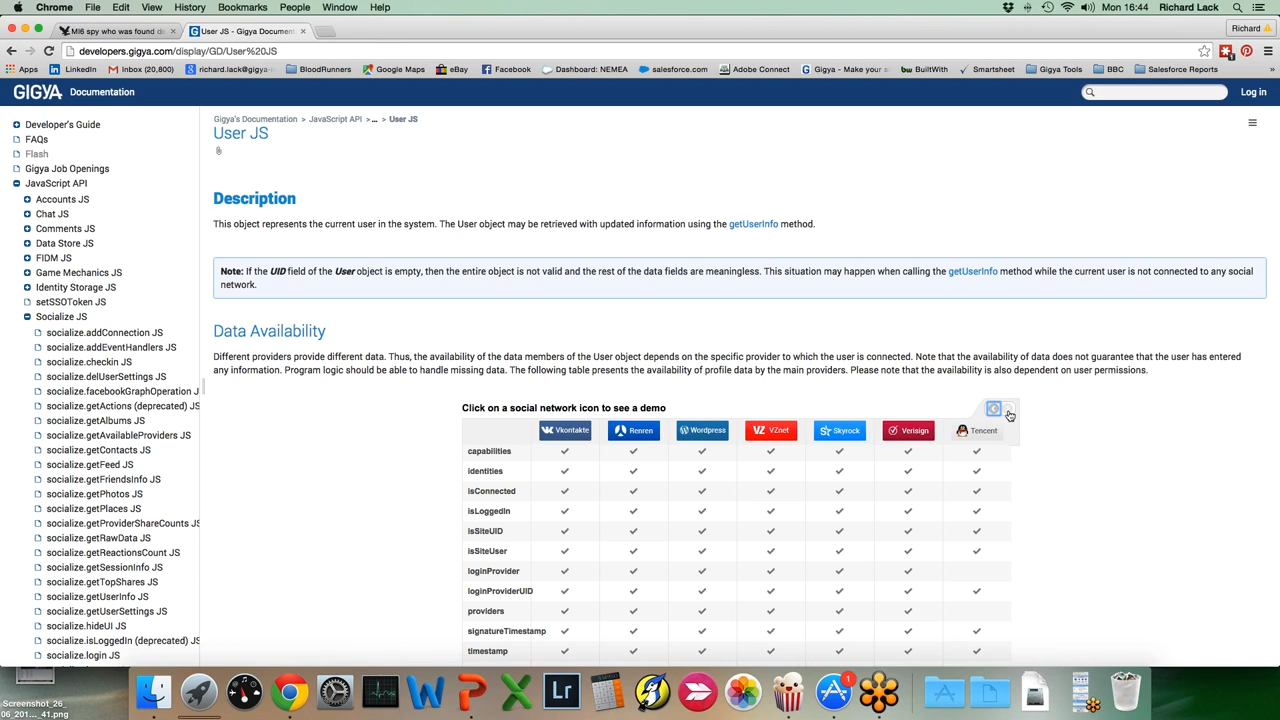 Chrome File Edit View History Bookmarks People Window Help Mon 16:44 Richard Lack
MI6 spy who was found de
User JS - Gigya Document
Richard
developers.gigya.com/display/GD/User%20JS
Apps LinkedIn Inbox (20,800) richard.lack@gigya- BloodRunners Google Maps eBay Facebook Dashboard: NEMEA salesforce.com Adobe Connect Gigya - Make your s BuiltWith Smartsheet Gigya Tools BBC Salesforce Reports »
GIGYA Documentation Log in
Developer's Guide
FAQs
Flash
Gigya Job Openings
JavaScript API
Accounts JS
Chat JS
Comments JS
Data Store JS
FIDM JS
Game Mechanics JS
Identity Storage JS
setSSOToken JS
Socialize JS
socialize.addConnection JS
socialize.addEventHandlers JS
socialize.checkin JS
socialize.delUserSettings JS
socialize.facebookGraphOperation J
socialize.getActions (deprecated) JS
socialize.getAlbums JS
socialize.getAvailableProviders JS
socialize.getContacts JS
socialize.getFeed JS
socialize.getFriendsInfo JS
socialize.getPhotos JS
socialize.getPlaces JS
socialize.getProviderShareCounts JS
socialize.getRawData JS
socialize.getReactionsCount JS
socialize.getSessionInfo JS
socialize.getTopShares JS
socialize.getUserInfo JS
socialize.getUserSettings JS
socialize.hideUI JS
socialize.isLoggedIn (deprecated) JS
socialize.login JS
Gigya's Documentation > JavaScript API > ... > User JS
User JS
Description
This object represents the current user in the system. The User object may be retrieved with updated information using the getUserInfo method.
Note: If the UID field of the User object is empty, then the entire object is not valid and the rest of the data fields are meaningless. This situation may happen when calling the getUserInfo method while the current user is not connected to any social
network.
Data Availability
Different providers provide different data. Thus, the availability of the data members of the User object depends on the specific provider to which the user is connected. Note that the availability of data does not guarantee that the user has entered
any information. Program logic should be able to handle missing data. The following table presents the availability of profile data by the main providers. Please note that the availability is also dependent on user permissions.
Click on a social network icon to see a demo
Vkontakte Renren Wordpress VZnet Skyrock Verisign Tencent
capabilities ✓ ✓ ✓ ✓ ✓ ✓ ✓
identities ✓ ✓ ✓ ✓ ✓ ✓ ✓
isConnected ✓ ✓ ✓ ✓ ✓ ✓ ✓
isLoggedIn ✓ ✓ ✓ ✓ ✓ ✓ ✓
isSiteUID ✓ ✓ ✓ ✓ ✓ ✓ ✓
isSiteUser ✓ ✓ ✓ ✓ ✓ ✓ ✓
loginProvider ✓ ✓ ✓ ✓ ✓ ✓
loginProviderUID ✓ ✓ ✓ ✓ ✓ ✓ ✓
providers ✓ ✓ ✓ ✓ ✓ ✓
signatureTimestamp ✓ ✓ ✓ ✓ ✓ ✓ ✓
timestamp ✓ ✓ ✓ ✓ ✓ ✓ ✓
Screenshot_26_
06_201..._41.png
Lr
1